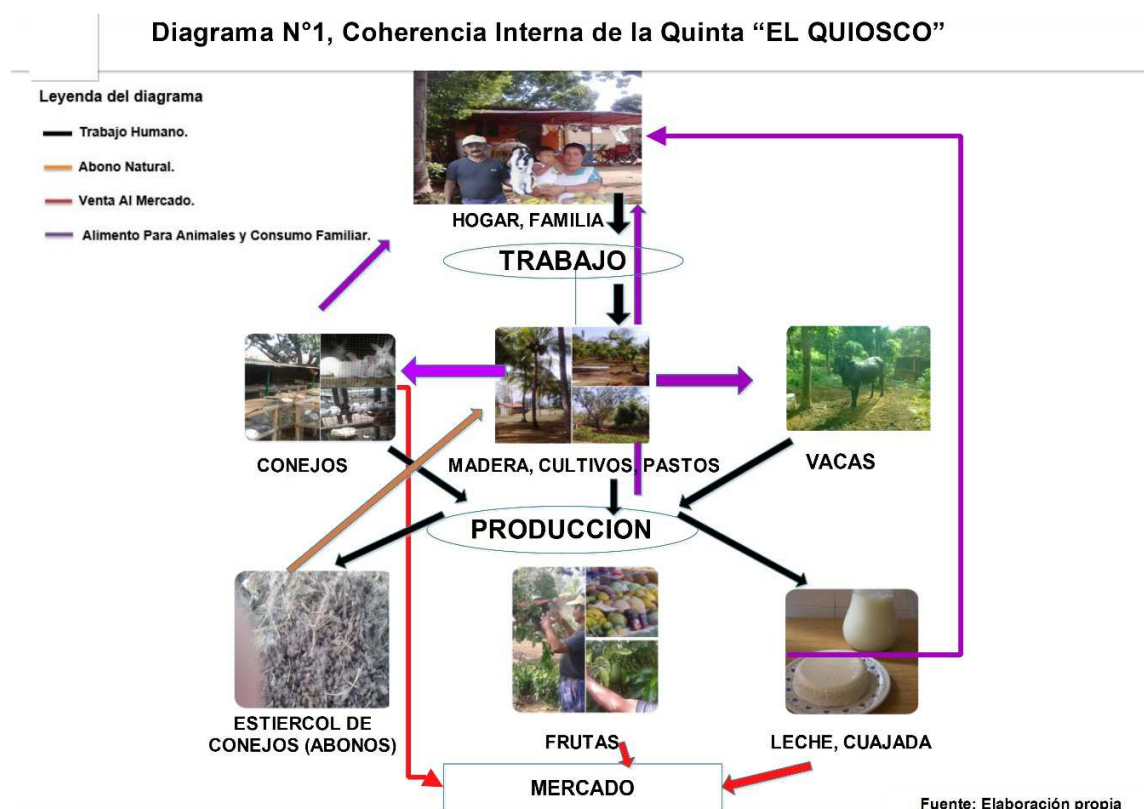 Diagrama N°1, Coherencia Interna de la Quinta “EL QUIOSCO”
Leyenda del diagrama
Trabajo Humano.
Abono Natural.
Venta Al Mercado.
Alimento Para Animales y Consumo Familiar.
HOGAR, FAMILIA
TRABAJO
CONEJOS
MADERA, CULTIVOS, PASTOS
VACAS
PRODUCCION
ESTIERCOL DE
CONEJOS (ABONOS)
FRUTAS
LECHE, CUAJADA
MERCADO
Fuente: Elaboración propia